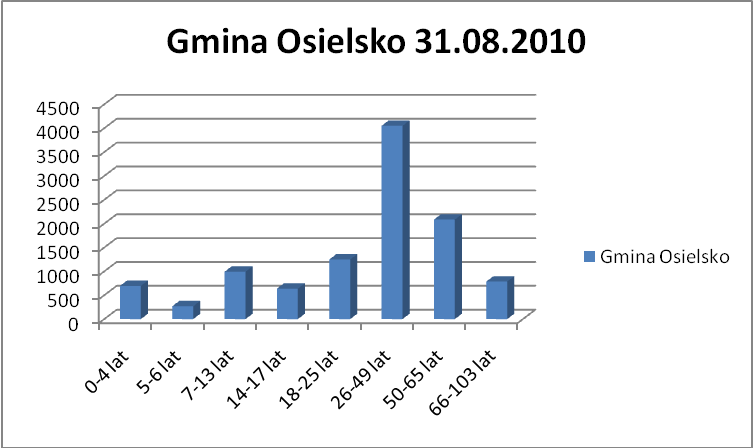 Gmina Osielsko 31.08.2010
4500
4000
3500
3000
2500
2000
1500
1000
500
0
Gmina Osielsko
0-4 lat
5-6 lat
7-13 lat
14-17 lat
18-25 lat
26-49 lat
50-65 lat
66-103 lat